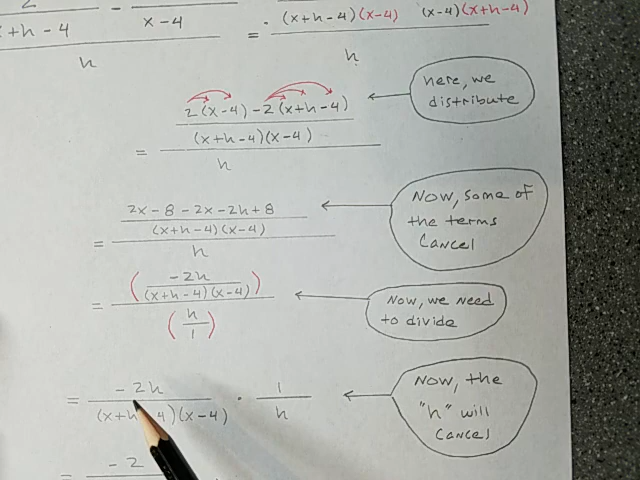 2
x+h-4 - x-4 = (x+h-4)(x-4) (x-4)(x+h-4)
h h
2(x-4)-2(x+h-4)
(x+h-4)(x-4)
= h
here, we
distribute
2x-8-2x-2h+8
(x+h-4)(x-4)
= h
Now, some of
the terms
cancel
(-2h
(x+h-4)(x-4))
=
(h
1)
Now, we need
to divide
= -2h · 1
(x+h-4)(x-4) h
Now, the
"h" will
cancel
= -2